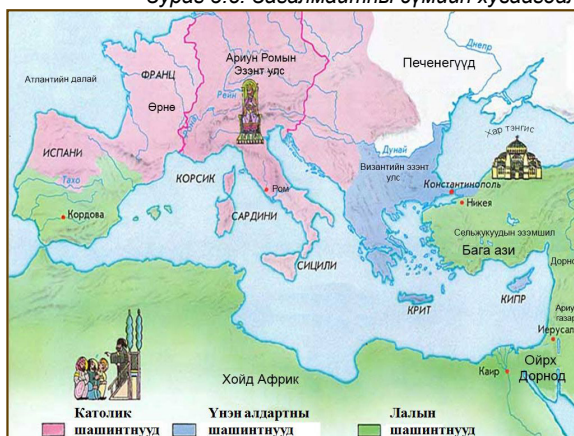 Печенегүүд
Днепр
Атлантийн далай
ФРАНЦ
Ариун Ромын
Эзэнт улс
Рейн
Өрнө
Дунай
Хар тэнгис
ИСПАНИ
Византийн эзэнт
улс
Константинополь
Тахо
КОРСИК
Ром
Никея
Кордова
САРДИНИ
Сельжукуудын эзэмшил
Бага ази
СИЦИЛИ
КРИТ
КИПР
Хойд Африк
Каир
Ойрх
Дорнод
Католик
шашинтнууд
Үнэн алдартны
шашинтнууд
Лалын
шашинтнууд